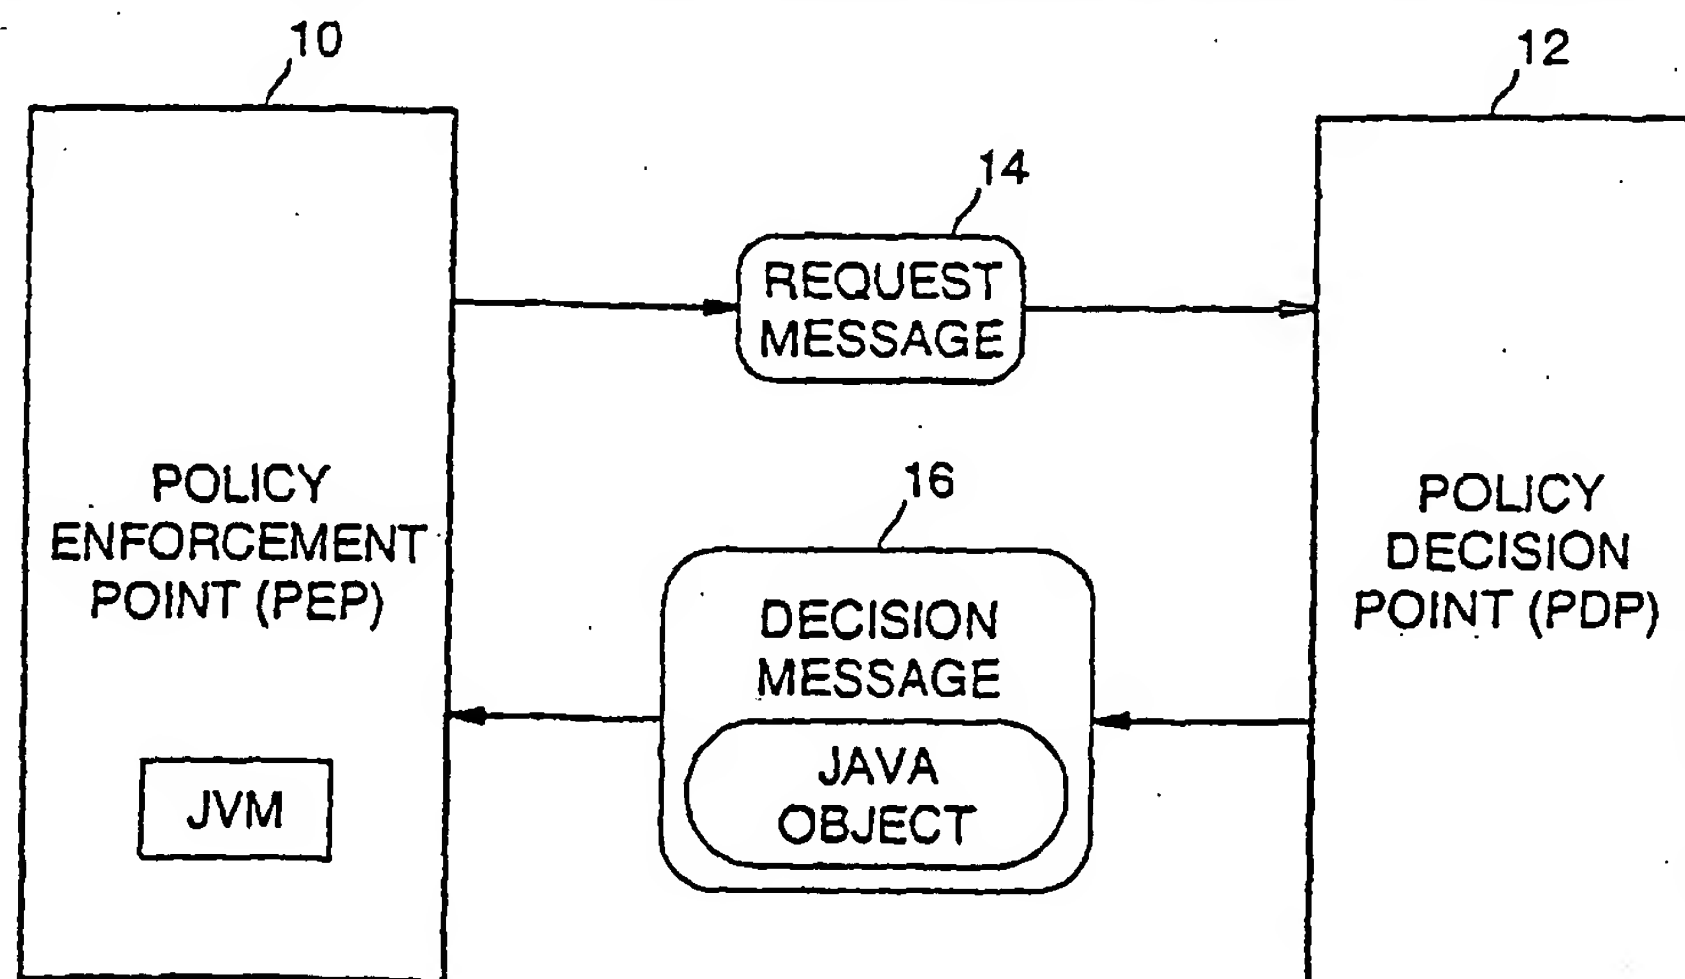 10
12
14
REQUEST
MESSAGE
POLICY
ENFORCEMENT
POINT (PEP)
16
POLICY
DECISION
POINT (PDP)
DECISION
MESSAGE
JAVA
OBJECT
JVM